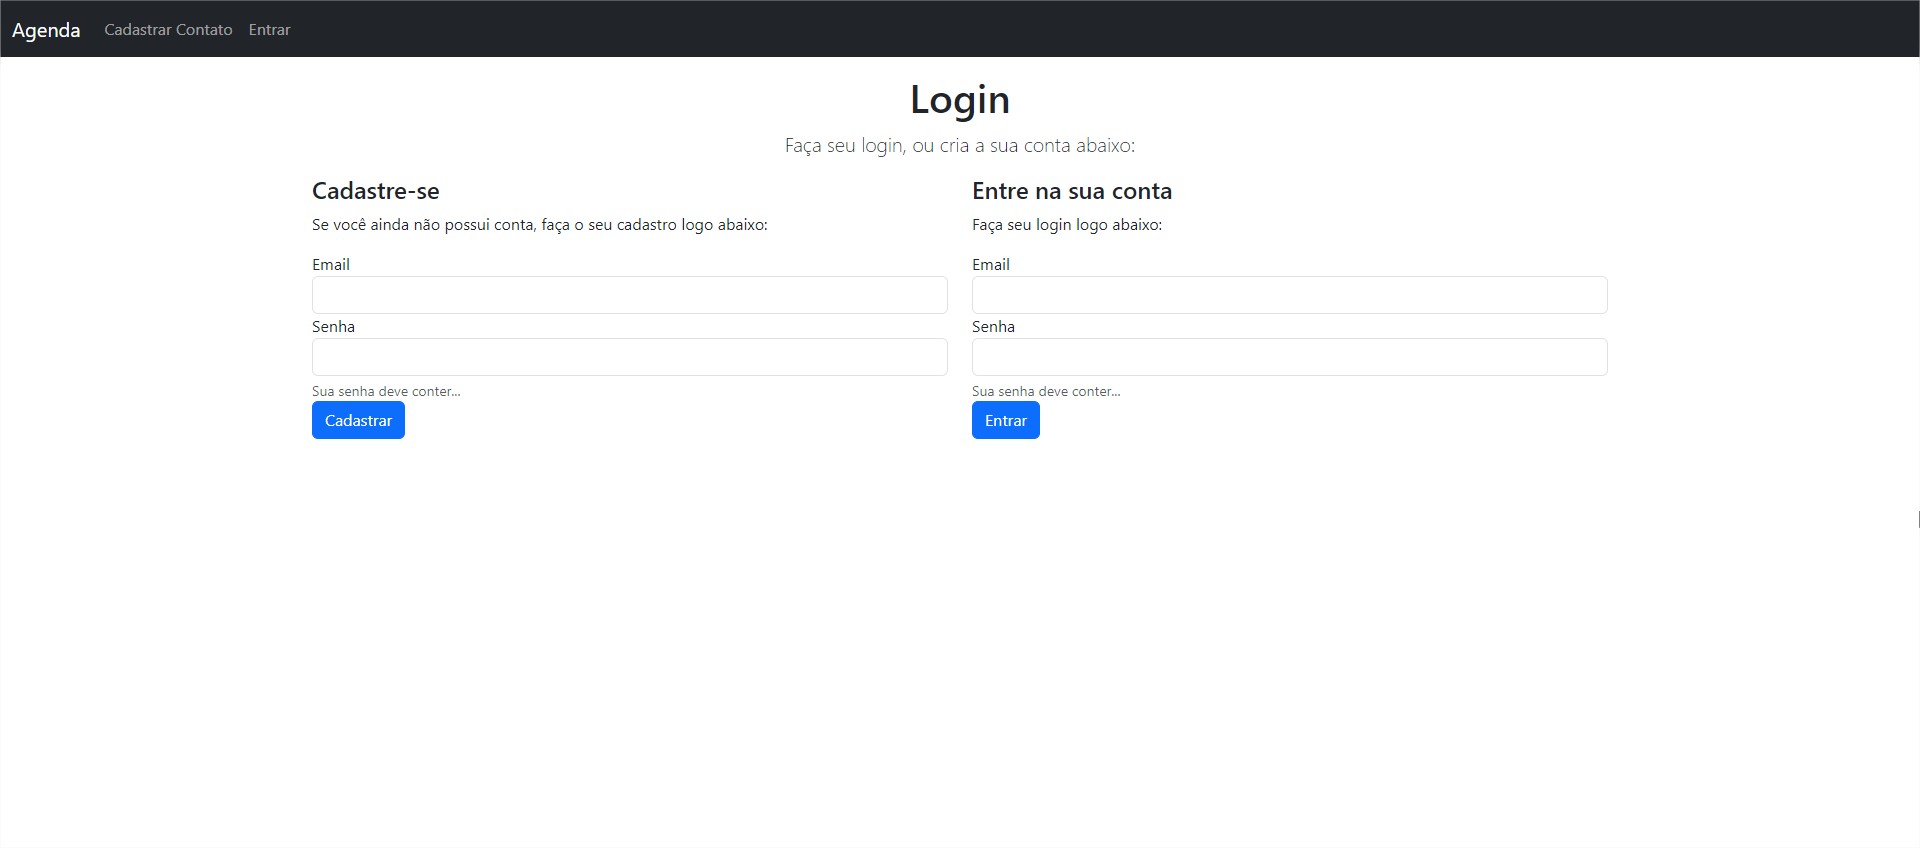 Agenda Cadastrar Contato Entrar
Login
Faça seu login, ou cria a sua conta abaixo:
Cadastre-se
Se você ainda não possui conta, faça o seu cadastro logo abaixo:
Email
Senha
Sua senha deve conter...
Cadastrar
Entre na sua conta
Faça seu login logo abaixo:
Email
Senha
Sua senha deve conter...
Entrar